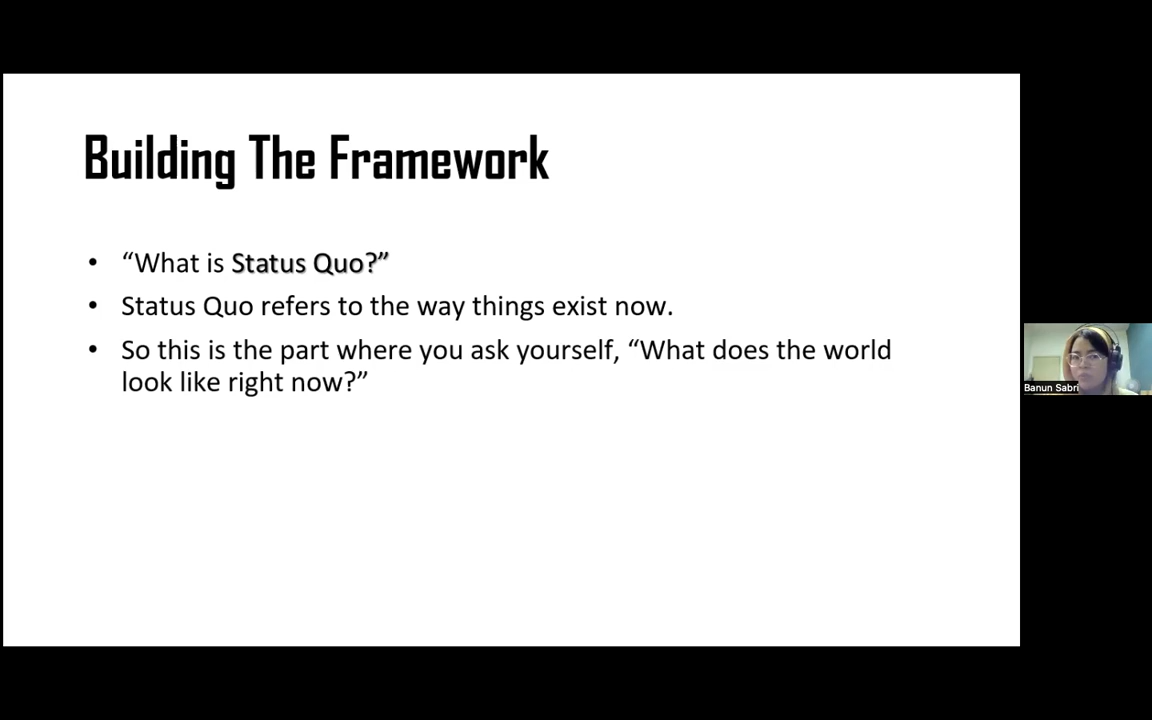 Building The Framework
• “What is Status Quo?”
• Status Quo refers to the way things exist now.
• So this is the part where you ask yourself, “What does the world
look like right now?”
Banun Sabri